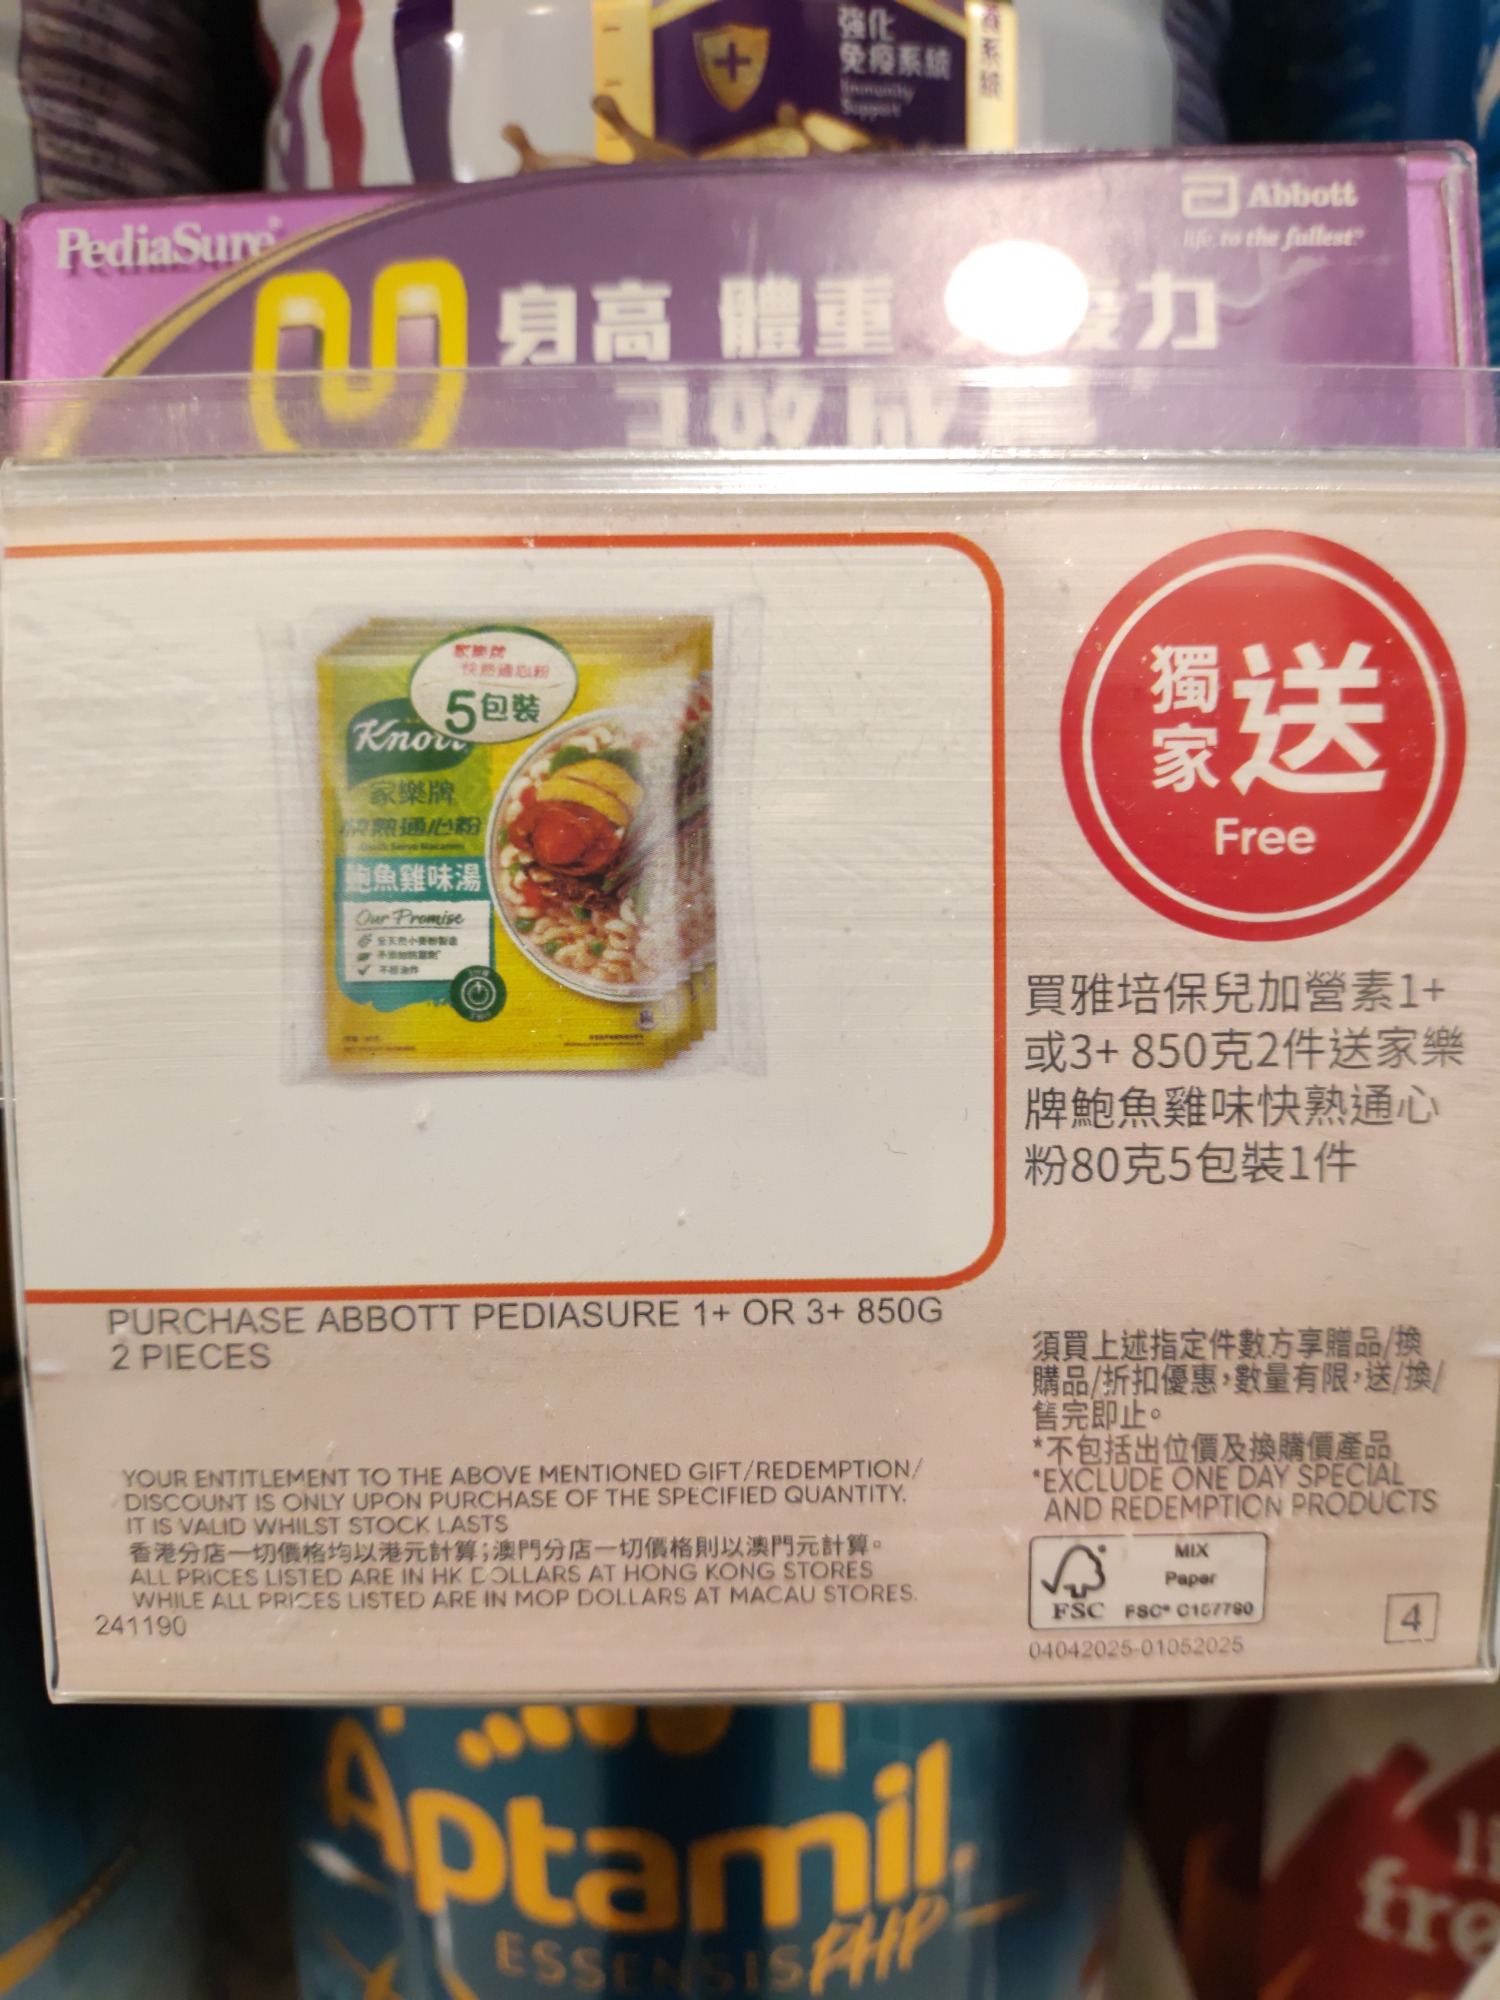 強化
免疫系統
Immunity
Support
PediaSure
Abbott
life. to the fullest.
身高 體重 疫力
Knorr
5包裝
家樂牌
快熟通心粉
Quick Serve Macaroni
鮑魚雞味湯
Our Promise
獨家送
Free
買雅培保兒加營素1+
或3+ 850克2件送家樂
牌鮑魚雞味快熟通心
粉80克5包裝1件
PURCHASE ABBOTT PEDIASURE 1+ OR 3+ 850G
2 PIECES
須買上述指定件數方享贈品/換
購品/折扣優惠，數量有限，送/換/
售完即止。
*不包括出位價及換購價產品
*EXCLUDE ONE DAY SPECIAL
AND REDEMPTION PRODUCTS
YOUR ENTITLEMENT TO THE ABOVE MENTIONED GIFT/REDEMPTION/
DISCOUNT IS ONLY UPON PURCHASE OF THE SPECIFIED QUANTITY.
IT IS VALID WHILST STOCK LASTS
香港分店一切價格均以港元計算；澳門分店一切價格則以澳門元計算。
ALL PRICES LISTED ARE IN HK DOLLARS AT HONG KONG STORES
WHILE ALL PRICES LISTED ARE IN MOP DOLLARS AT MACAU STORES.
241190
FSC
MIX
Paper
FSC® C157780
04042025-01052025
4
Aptamil
ESSENSIS